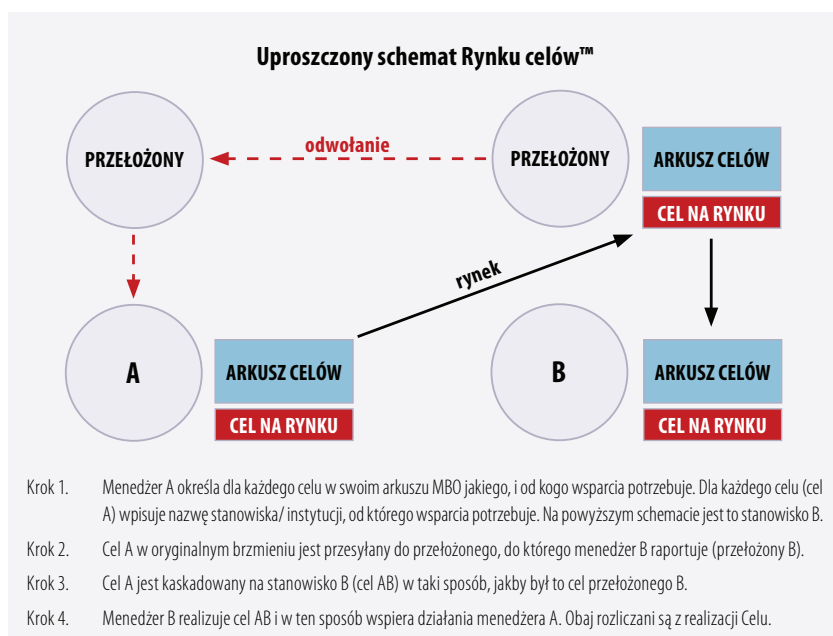 Uproszczony schemat Rynku celów™
PRZEŁOŻONY
odwołanie
PRZEŁOŻONY
ARKUSZ CELÓW
CEL NA RYNKU
rynek
A
ARKUSZ CELÓW
CEL NA RYNKU
B
ARKUSZ CELÓW
CEL NA RYNKU
Krok 1. Menedżer A określa dla każdego celu w swoim arkuszu MBO jakiego, i od kogo wsparcia potrzebuje. Dla każdego celu (cel
A) wpisuje nazwę stanowiska/ instytucji, od którego wsparcia potrzebuje. Na powyższym schemacie jest to stanowisko B.
Krok 2. Cel A w oryginalnym brzmieniu jest przesyłany do przełożonego, do którego menedżer B raportuje (przełożony B).
Krok 3. Cel A jest kaskadowany na stanowisko B (cel AB) w taki sposób, jakby był to cel przełożonego B.
Krok 4. Menedżer B realizuje cel AB i w ten sposób wspiera działania menedżera A. Obaj rozliczani są z realizacji Celu.